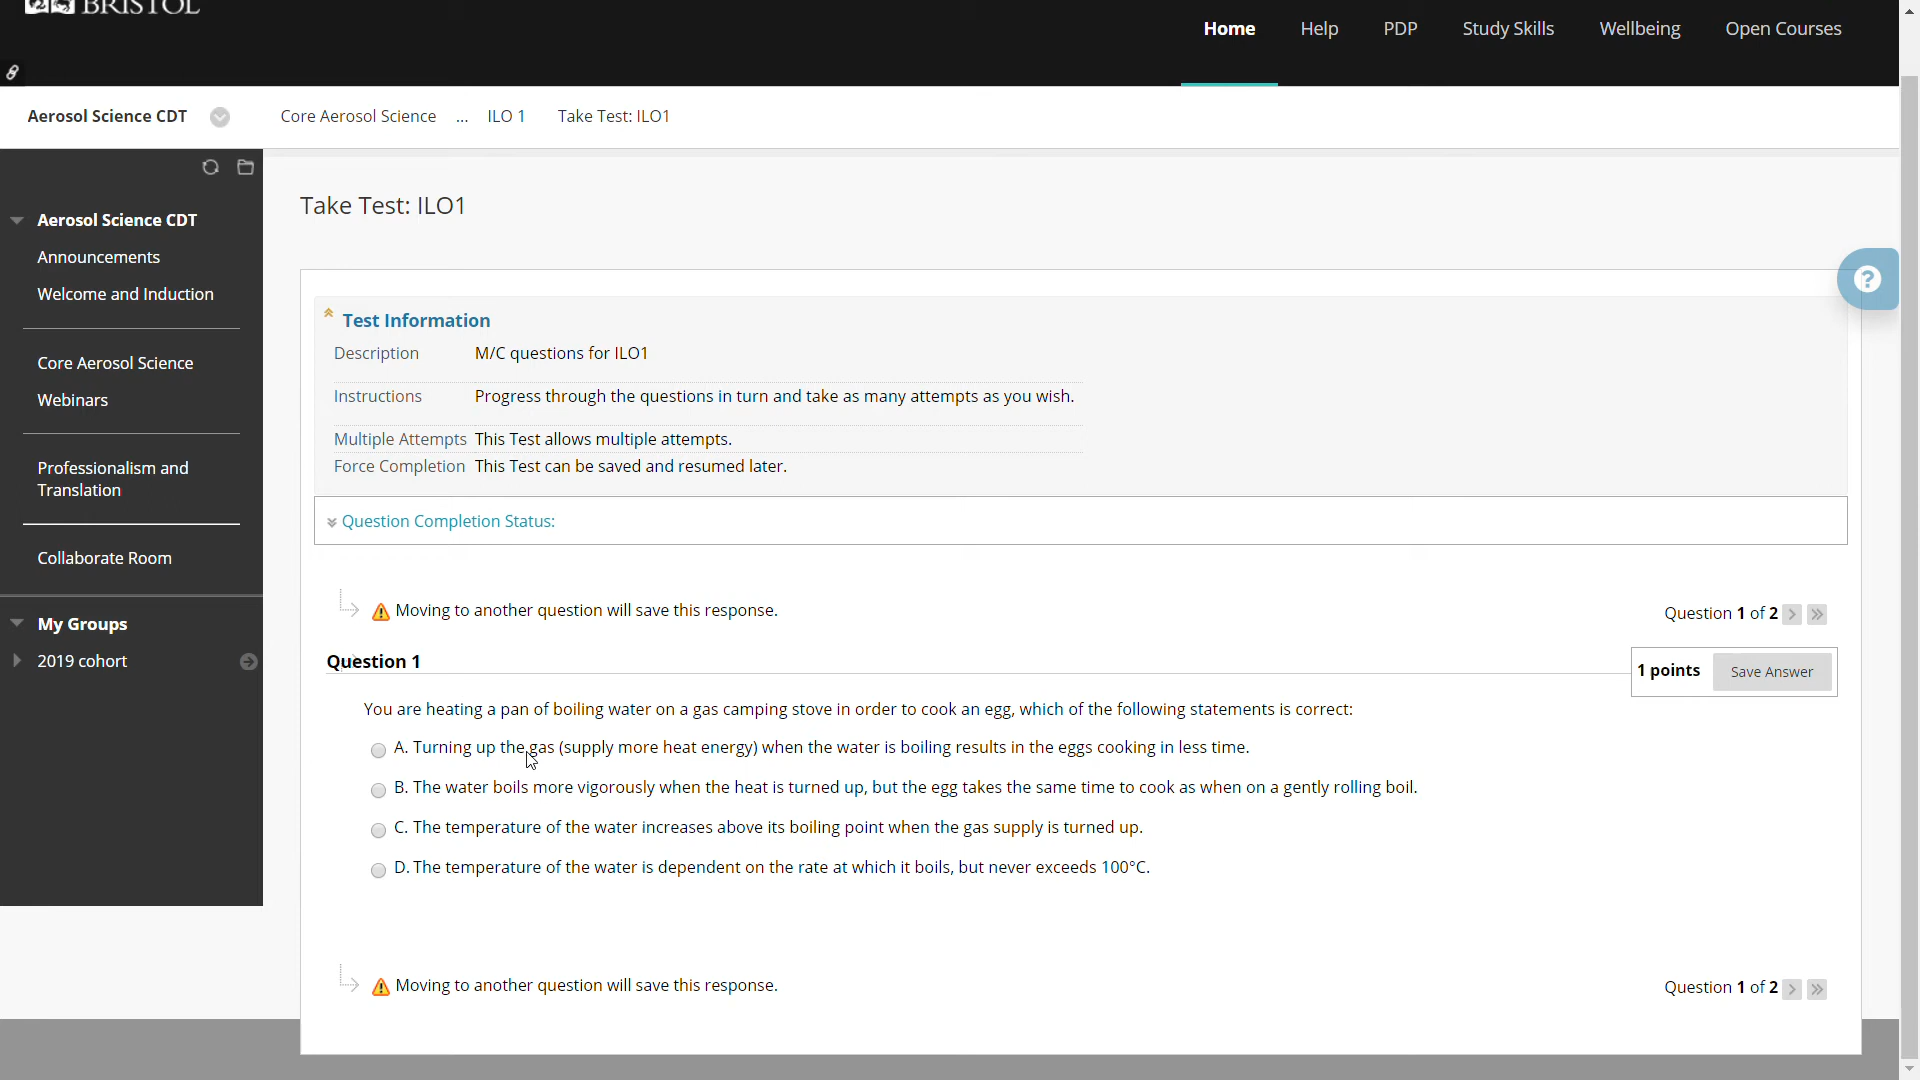 BRISTOL
Home Help PDP Study Skills Wellbeing Open Courses
Aerosol Science CDT Core Aerosol Science ... ILO 1 Take Test: ILO1
Aerosol Science CDT
Announcements
Welcome and Induction
Core Aerosol Science
Webinars
Professionalism and
Translation
Collaborate Room
My Groups
2019 cohort
Take Test: ILO1
?
Test Information
Description M/C questions for ILO1
Instructions Progress through the questions in turn and take as many attempts as you wish.
Multiple Attempts This Test allows multiple attempts.
Force Completion This Test can be saved and resumed later.
Question Completion Status:
Moving to another question will save this response. Question 1 of 2 > >>
Question 1 1 points Save Answer
You are heating a pan of boiling water on a gas camping stove in order to cook an egg, which of the following statements is correct:
A. Turning up the gas (supply more heat energy) when the water is boiling results in the eggs cooking in less time.
B. The water boils more vigorously when the heat is turned up, but the egg takes the same time to cook as when on a gently rolling boil.
C. The temperature of the water increases above its boiling point when the gas supply is turned up.
D. The temperature of the water is dependent on the rate at which it boils, but never exceeds 100°C.
Moving to another question will save this response. Question 1 of 2 > >>